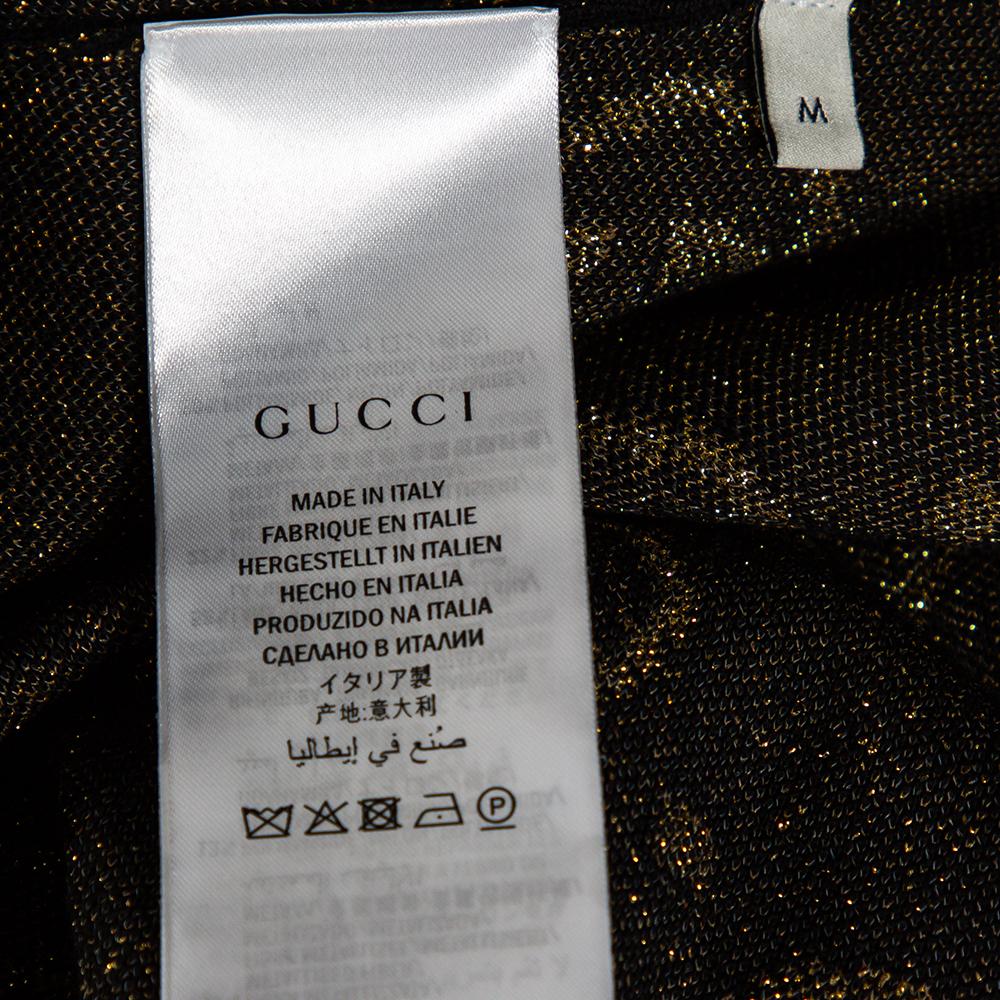 M
GUCCI
MADE IN ITALY
FABRIQUE EN ITALIE
HERGESTELLT IN ITALIEN
HECHO EN ITALIA
PRODUZIDO NA ITALIA
СДЕЛАНО В ИТАЛИИ
イタリア製
产地:意大利
صُنع في إيطاليا
P